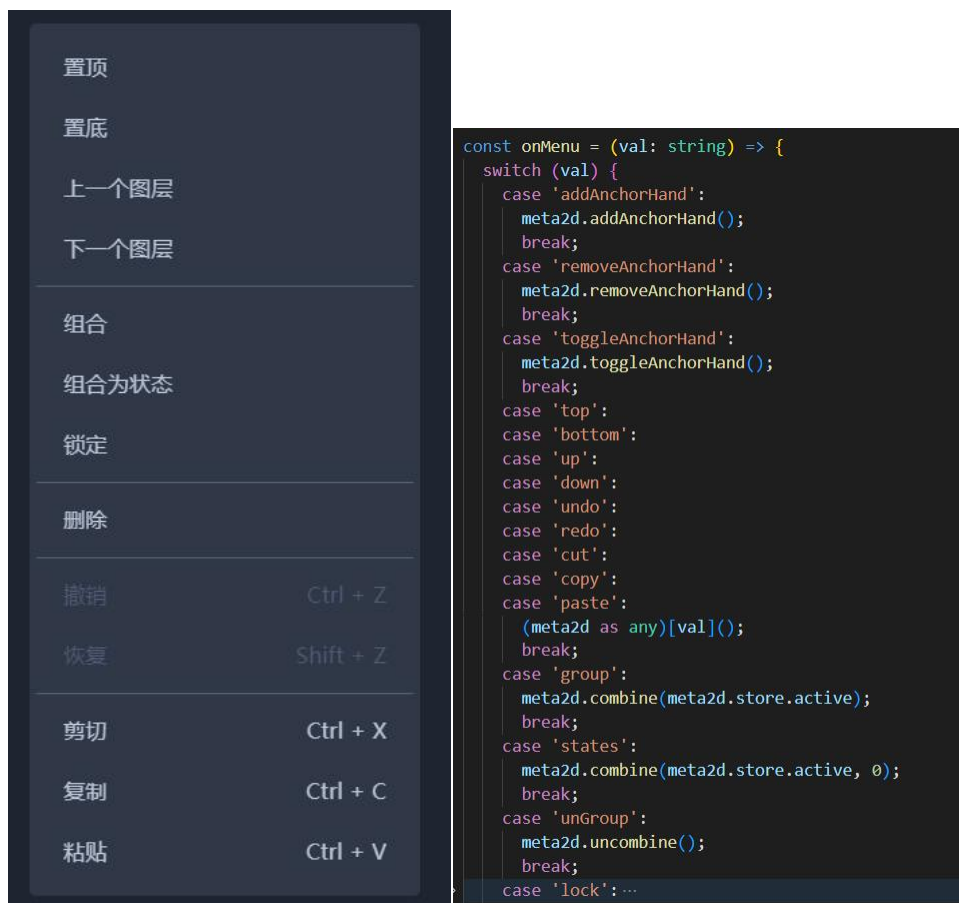 置顶
置底
上一个图层
下一个图层
组合
组合为状态
锁定
删除
撤销 Ctrl + Z
恢复 Shift + Z
剪切 Ctrl + X
复制 Ctrl + C
粘贴 Ctrl + V
const onMenu = (val: string) => {
switch (val) {
case 'addAnchorHand':
meta2d.addAnchorHand();
break;
case 'removeAnchorHand':
meta2d.removeAnchorHand();
break;
case 'toggleAnchorHand':
meta2d.toggleAnchorHand();
break;
case 'top':
case 'bottom':
case 'up':
case 'down':
case 'undo':
case 'redo':
case 'cut':
case 'copy':
case 'paste':
(meta2d as any)[val]();
break;
case 'group':
meta2d.combine(meta2d.store.active);
break;
case 'states':
meta2d.combine(meta2d.store.active, 0);
break;
case 'unGroup':
meta2d.uncombine();
break;
case 'lock':···